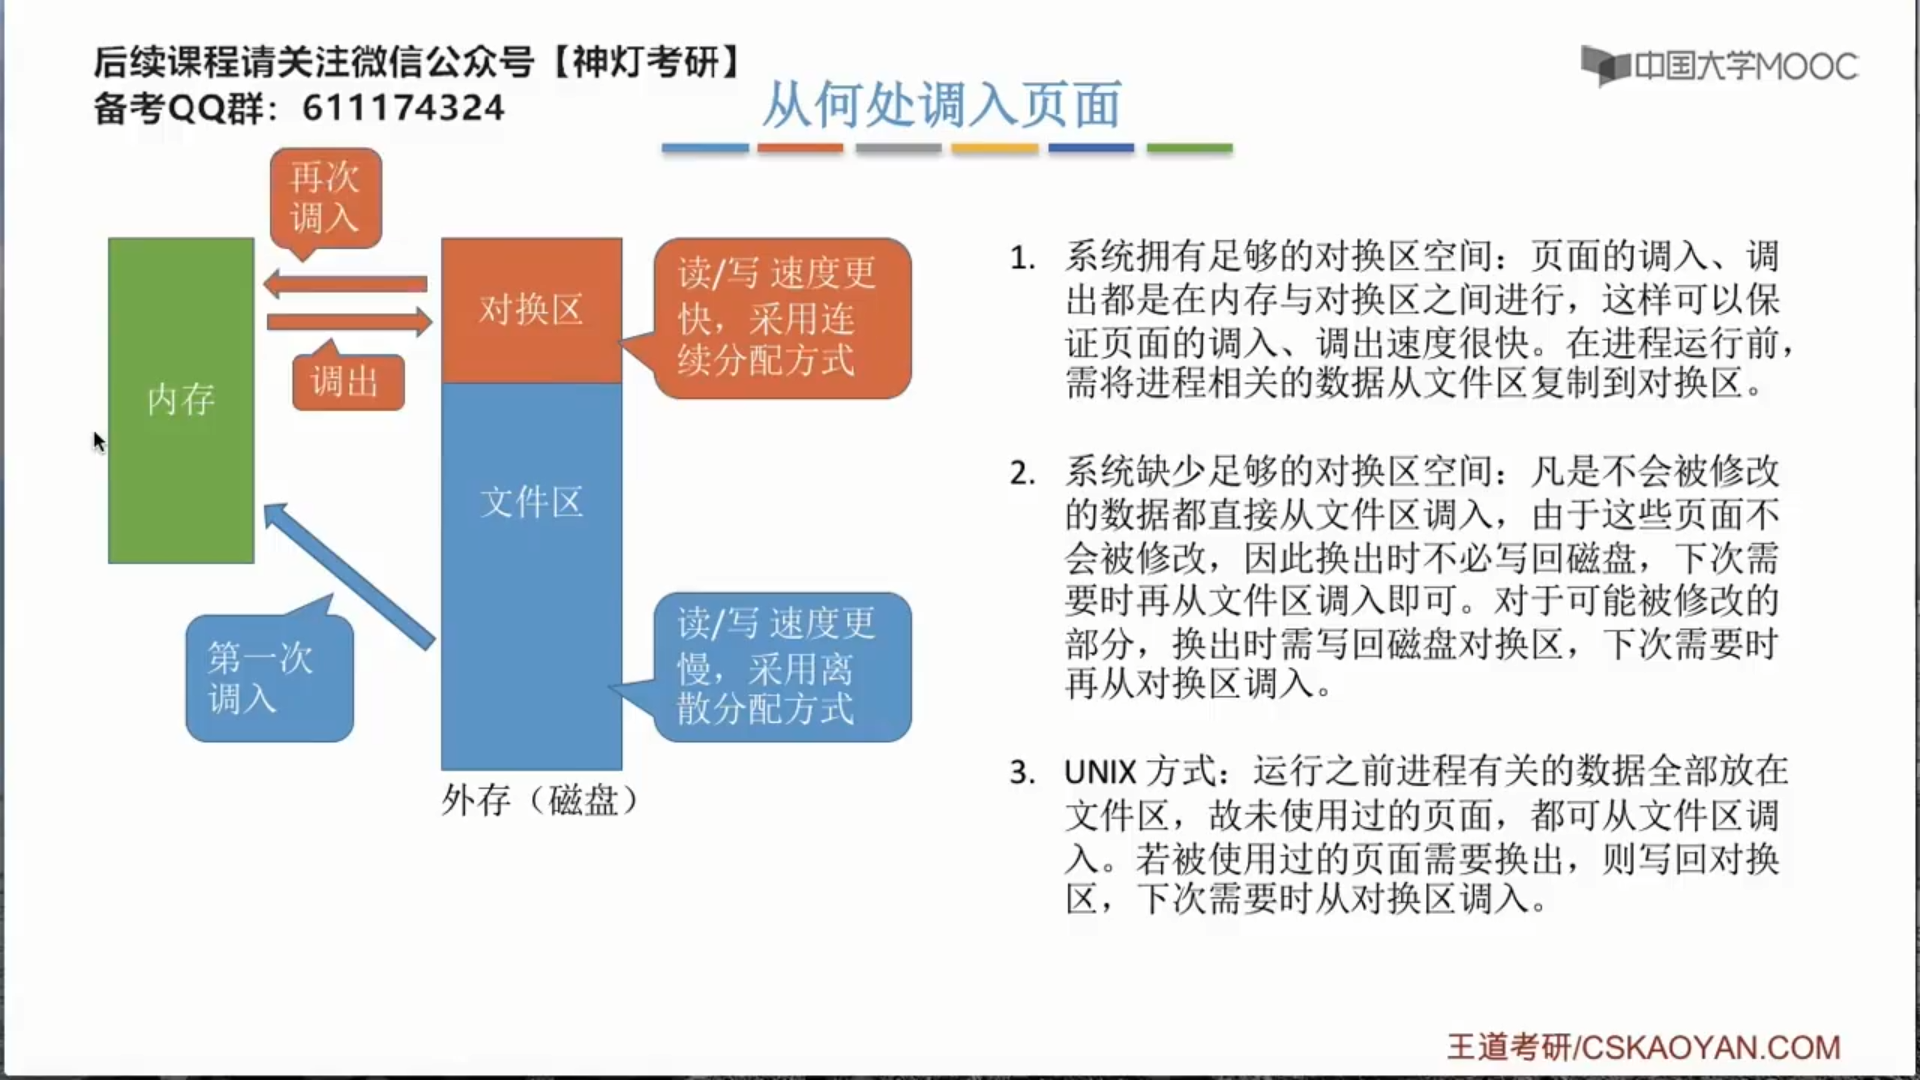 后续课程请关注微信公众号【神灯考研】
备考QQ群：611174324
中国大学MOOC
从何处调入页面
再次
调入
内存
调出
对换区
读/写 速度更
快，采用连
续分配方式
文件区
第一次
调入
读/写 速度更
慢，采用离
散分配方式
外存（磁盘）
1. 系统拥有足够的对换区空间：页面的调入、调
出都是在内存与对换区之间进行，这样可以保
证页面的调入、调出速度很快。在进程运行前，
需将进程相关的数据从文件区复制到对换区。
2. 系统缺少足够的对换区空间：凡是不会被修改
的数据都直接从文件区调入，由于这些页面不
会被修改，因此换出时不必写回磁盘，下次需
要时再从文件区调入即可。对于可能被修改的
部分，换出时需写回磁盘对换区，下次需要时
再从对换区调入。
3. UNIX 方式：运行之前进程有关的数据全部放在
文件区，故未使用过的页面，都可从文件区调
入。若被使用过的页面需要换出，则写回对换
区，下次需要时从对换区调入。
王道考研/CSKAOYAN.COM